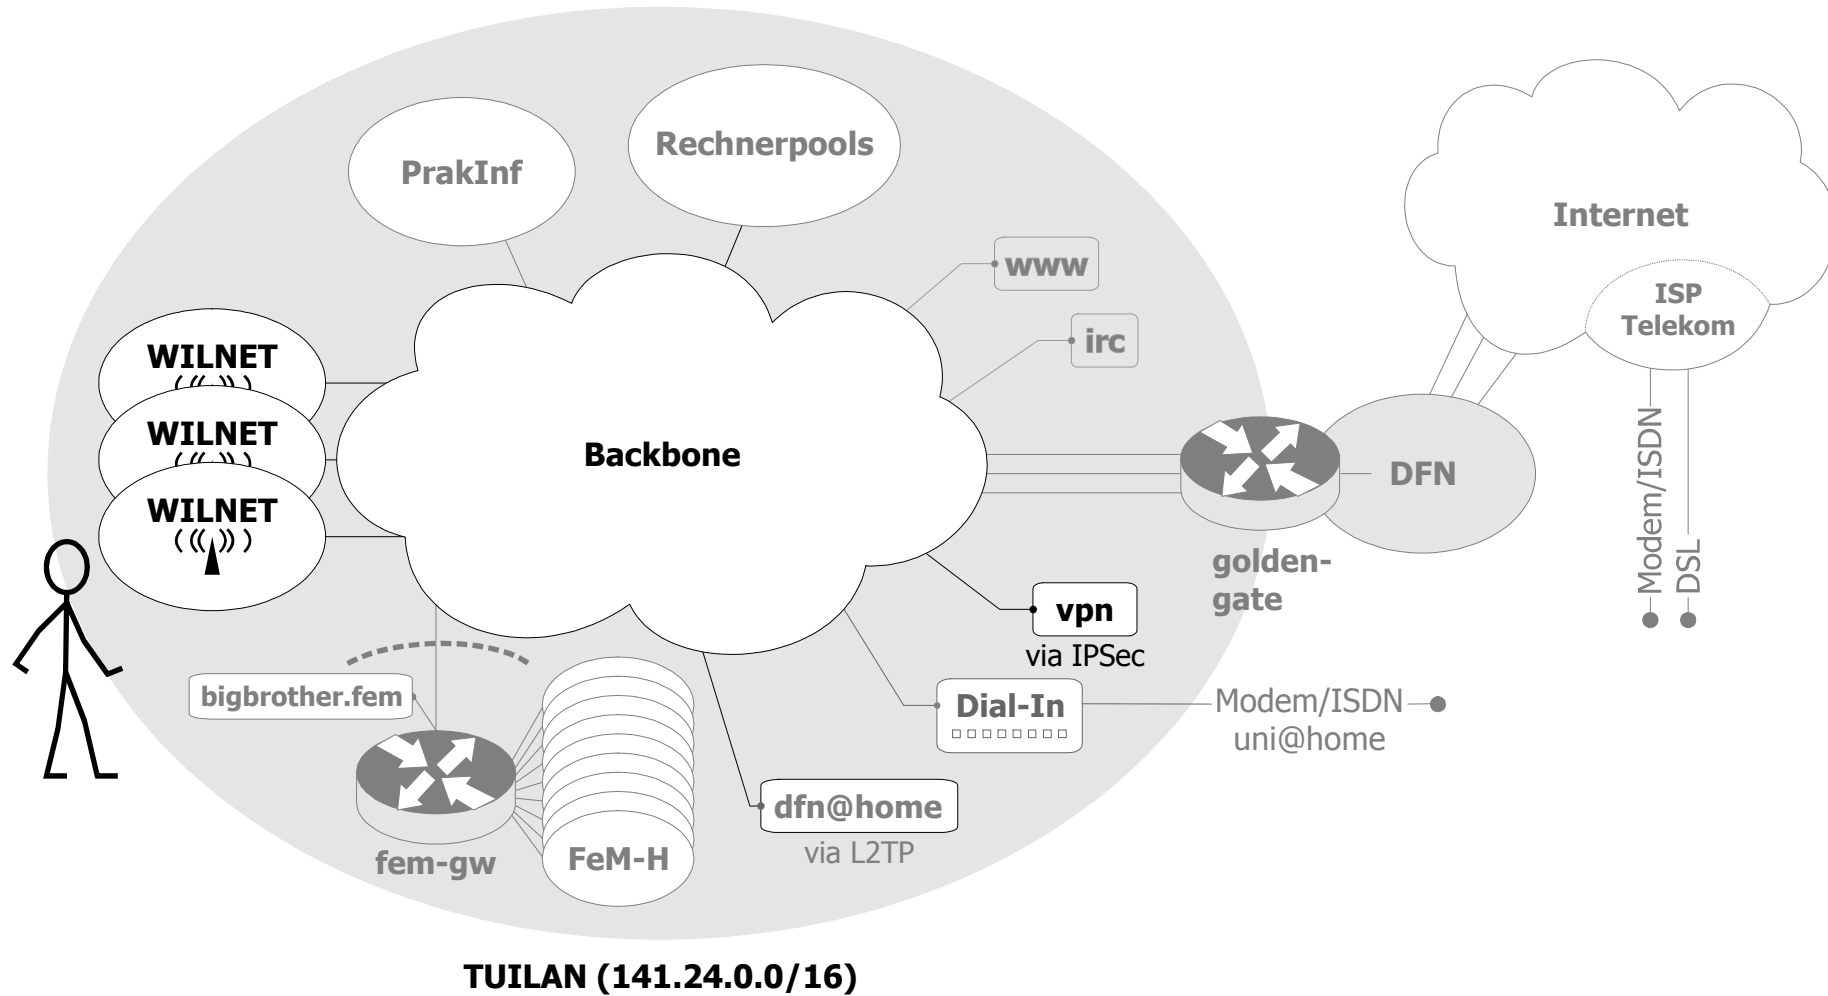 PrakInf
Rechnerpools
Internet
ISP
Telekom
www
irc
WILNET
WILNET
WILNET
Backbone
DFN
golden-
gate
Modem/ISDN
DSL
vpn
via IPSec
bigbrother.fem
Dial-In
Modem/ISDN
uni@home
dfn@home
via L2TP
fem-gw
FeM-H
TUILAN (141.24.0.0/16)